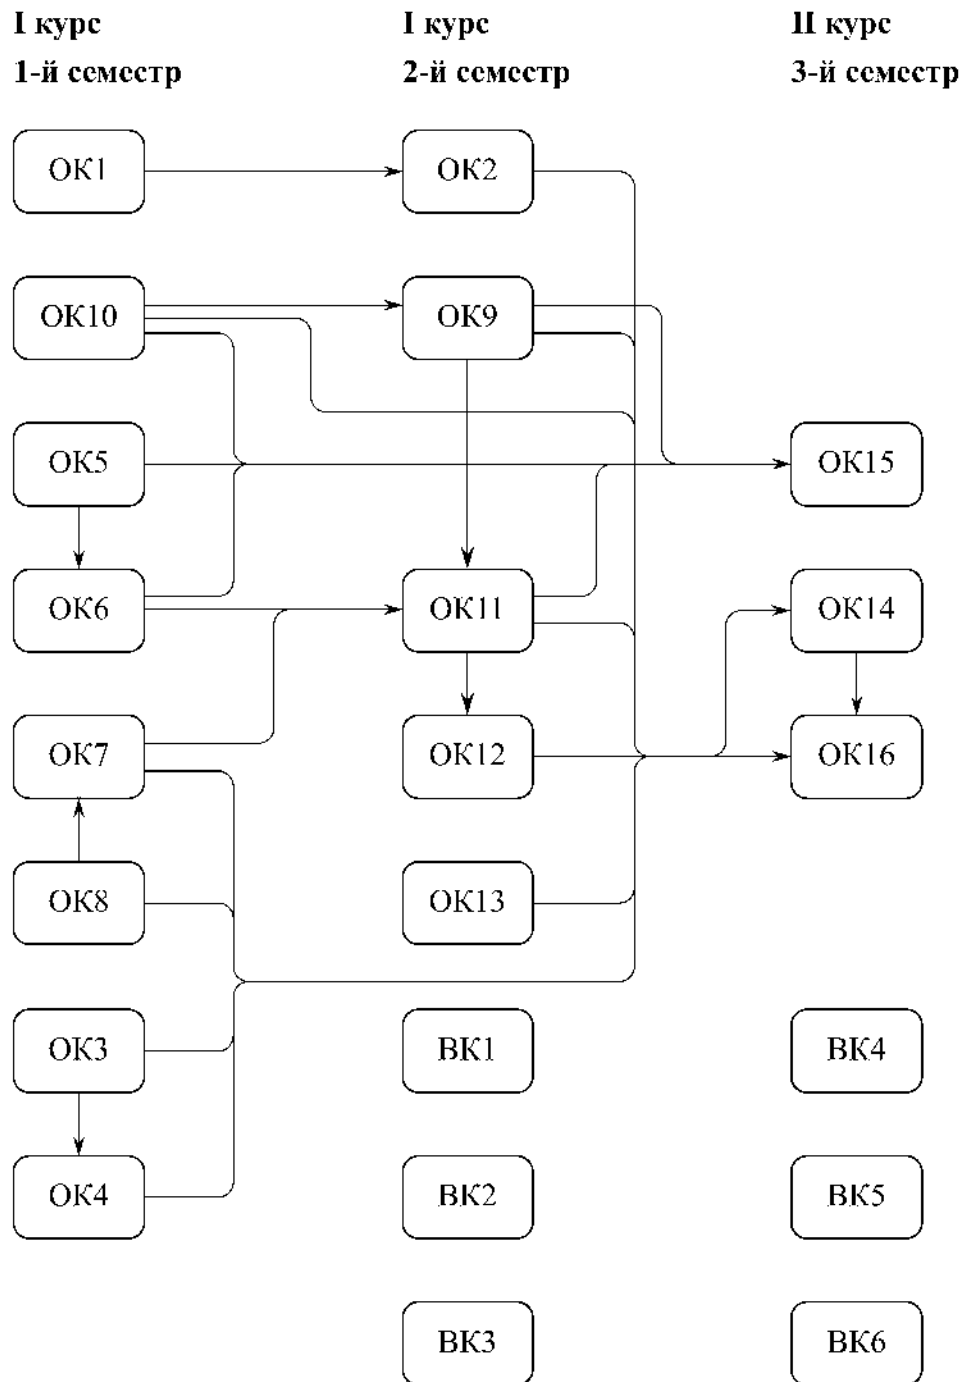 I курс I курс II курс
1-й семестр 2-й семестр 3-й семестр
ОК1 ОК2
ОК10 ОК9
ОК5 ОК15
ОК6 ОК11 ОК14
ОК7 ОК12 ОК16
ОК8 ОК13
ОК3 ВК1 ВК4
ОК4 ВК2 ВК5
ВК3 ВК6